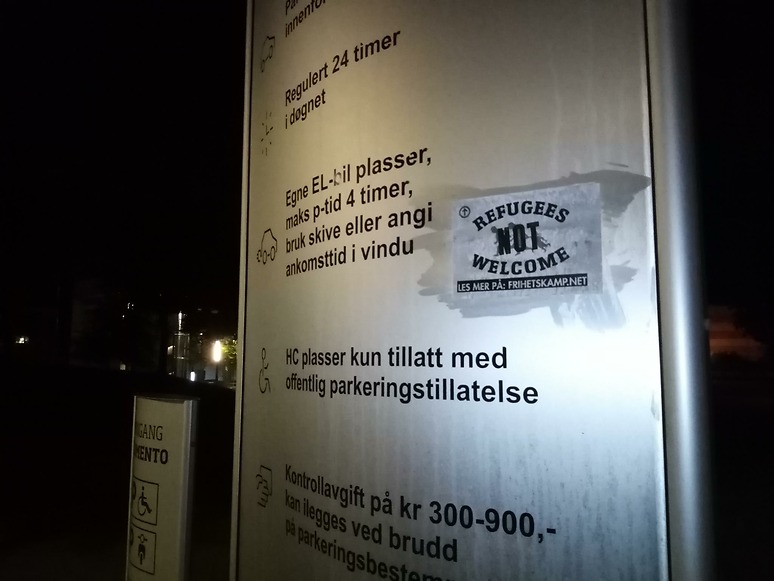 innenfor
Regulert 24 timer
i døgnet
Egne EL-bil plasser,
maks p-tid 4 timer,
bruk skive eller angi
ankomsttid i vindu
REFUGEES
NOT
WELCOME
LES MER PÅ: FRIHETSKAMP.NET
HC plasser kun tillatt med
offentlig parkeringstillatelse
Kontrollavgift på kr 300-900,-
kan ilegges ved brudd
på parkeringsbestem
GANG
MENTO